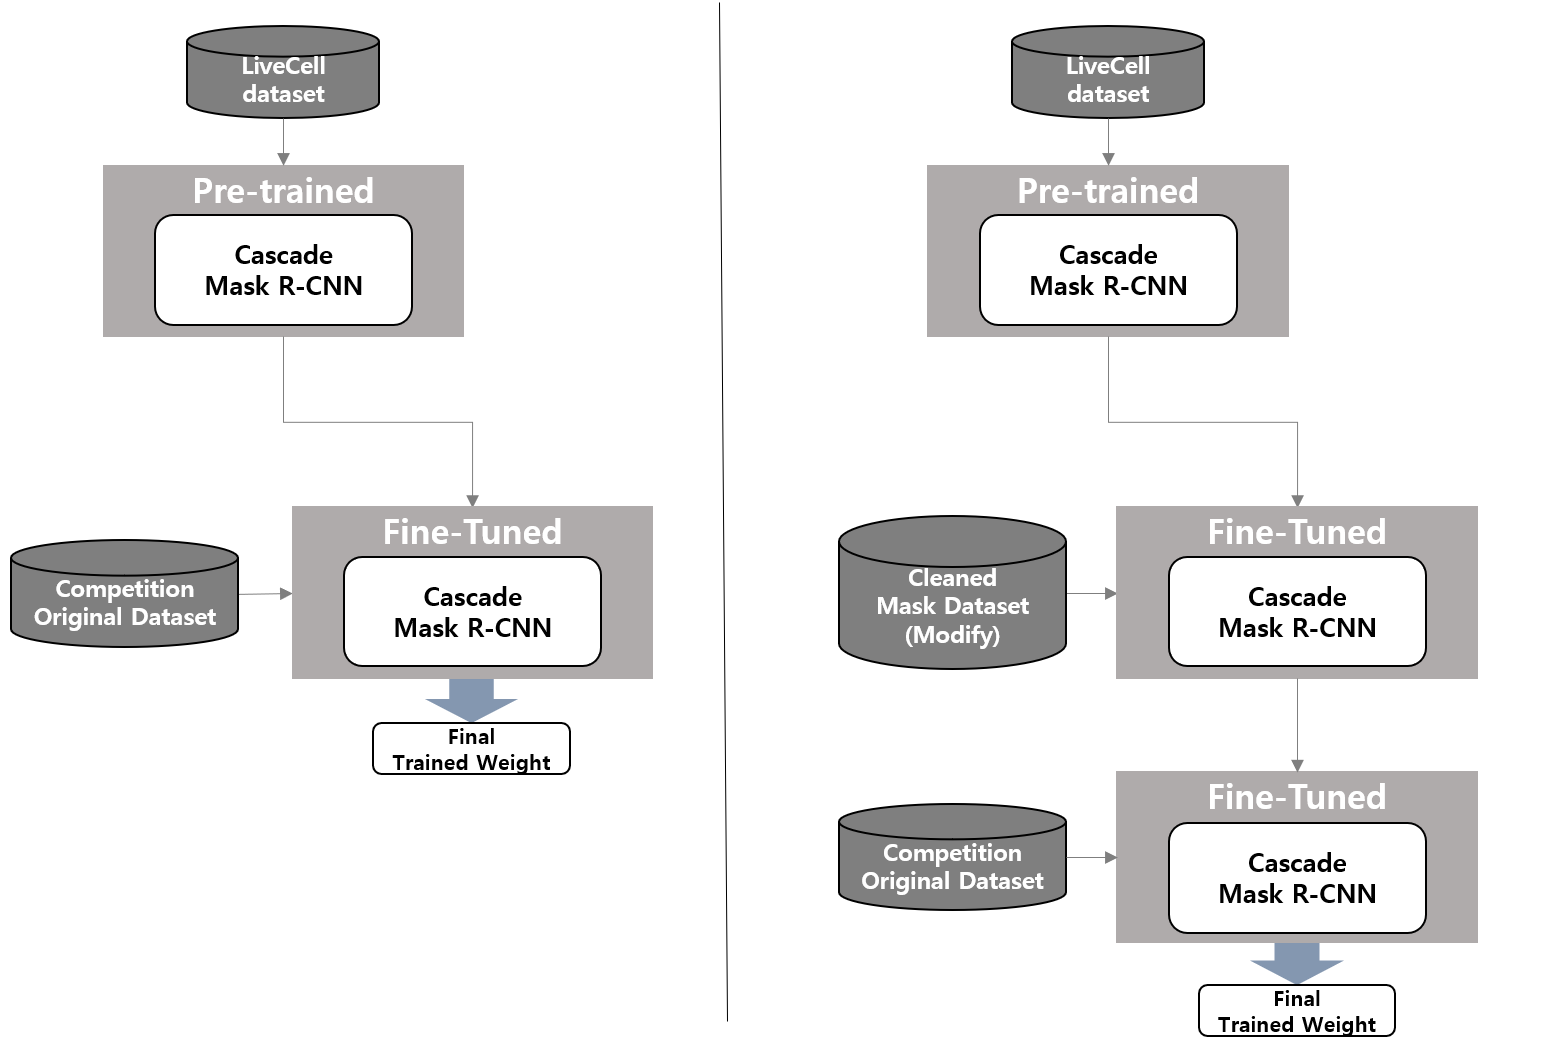 LiveCell
dataset
Pre-trained
Cascade
Mask R-CNN
Fine-Tuned
Competition
Original Dataset
Cascade
Mask R-CNN
Final
Trained Weight
LiveCell
dataset
Pre-trained
Cascade
Mask R-CNN
Fine-Tuned
Cleaned
Mask Dataset
(Modify)
Cascade
Mask R-CNN
Fine-Tuned
Competition
Original Dataset
Cascade
Mask R-CNN
Final
Trained Weight